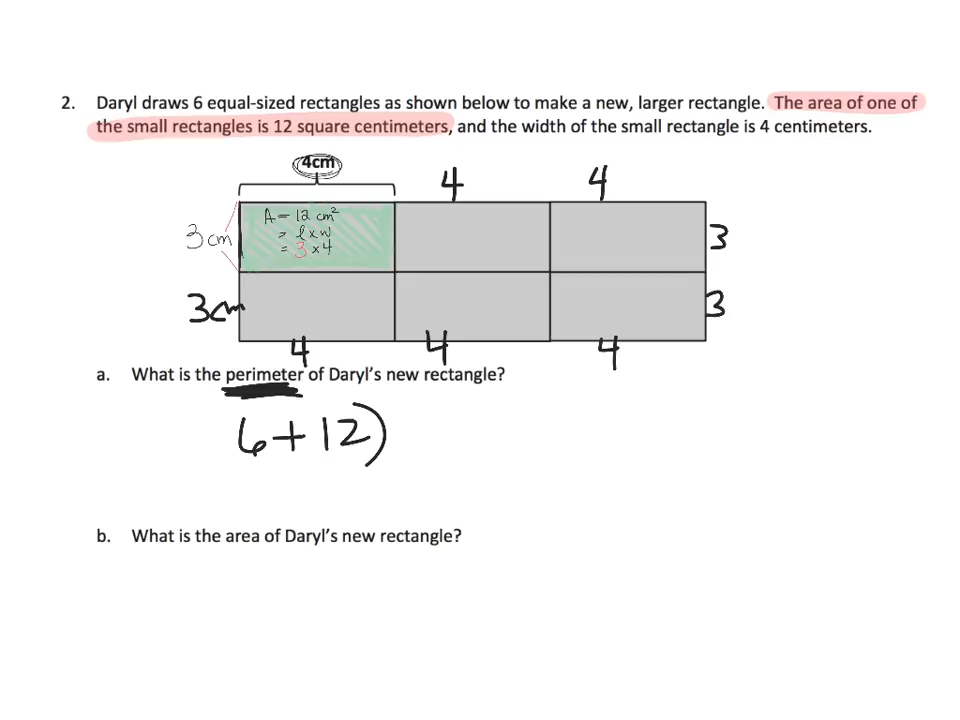 2. Daryl draws 6 equal-sized rectangles as shown below to make a new, larger rectangle. The area of one of
the small rectangles is 12 square centimeters, and the width of the small rectangle is 4 centimeters.
4cm
4
4
A = 12 cm²
= l x w
= 3 x 4
3 cm
3
3cm
3
4
4
4
a. What is the perimeter of Daryl's new rectangle?
6 + 12)
b. What is the area of Daryl's new rectangle?